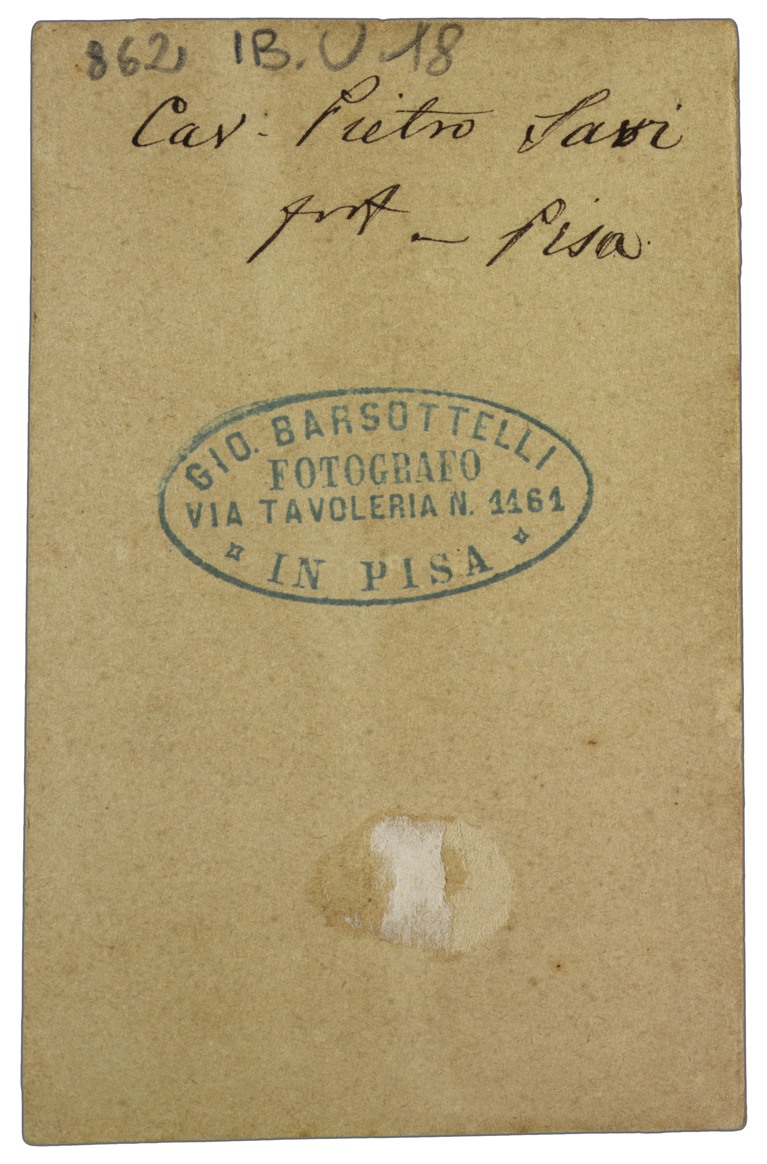 862, IB.U.18
Cav. Pietro Savi
prof - Pisa
GIO. BARSOTTELLI
FOTOGRAFO
VIA TAVOLERIA N. 1161
IN PISA